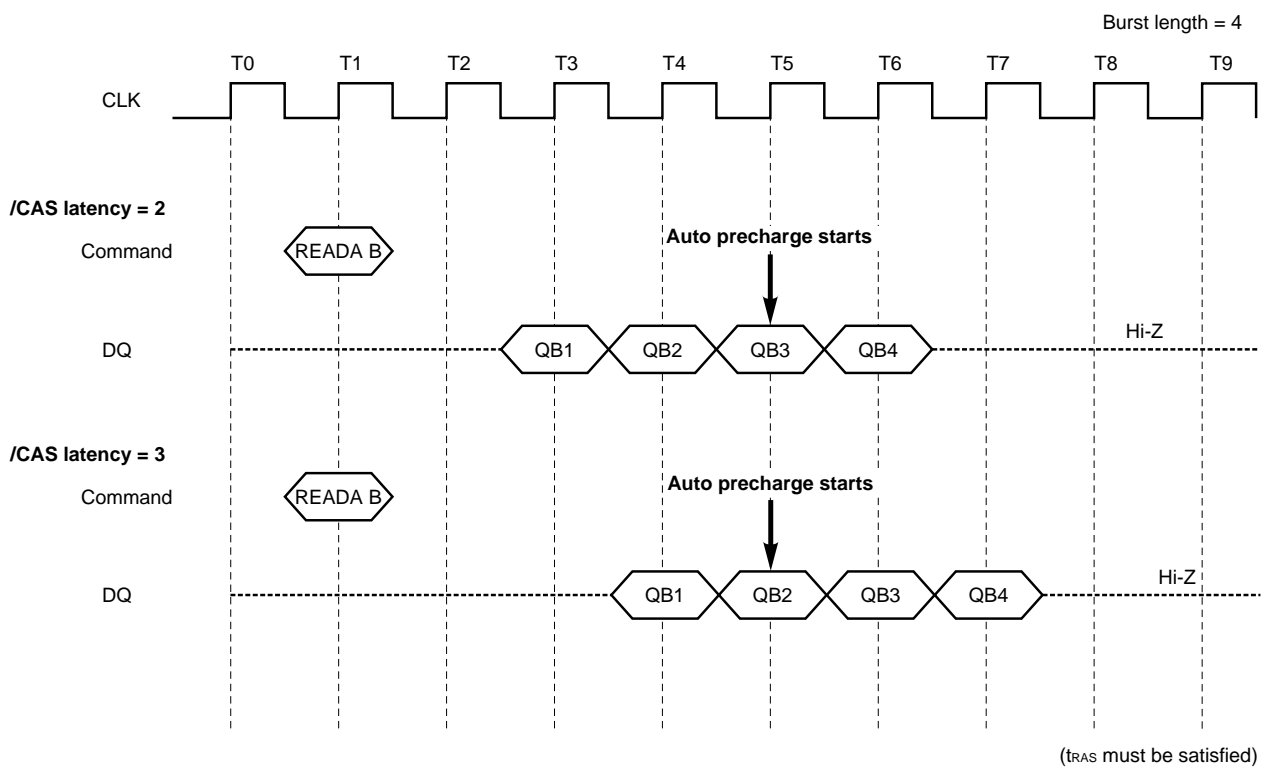 Burst length = 4
T0 T1 T2 T3 T4 T5 T6 T7 T8 T9
CLK
/CAS latency = 2
Command READA B
Auto precharge starts
DQ QB1 QB2 QB3 QB4 Hi-Z
/CAS latency = 3
Command READA B
Auto precharge starts
DQ QB1 QB2 QB3 QB4 Hi-Z
(tRAS must be satisfied)